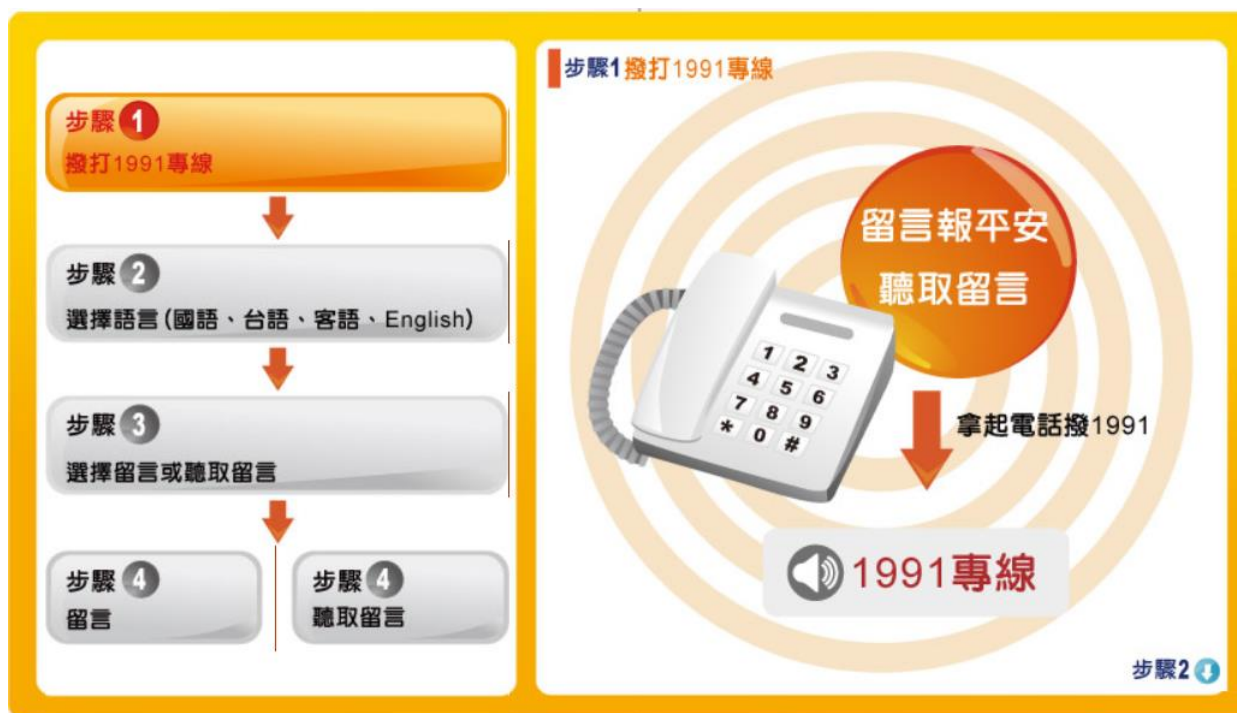 步驟1
撥打1991專線
步驟2
選擇語言(國語、台語、客語、English)
步驟3
選擇留言或聽取留言
步驟4
留言
步驟4
聽取留言
步驟1撥打1991專線
留言報平安
聽取留言
1 2 3
4 5 6
7 8 9
* 0 #
拿起電話撥1991
1991專線
步驟2